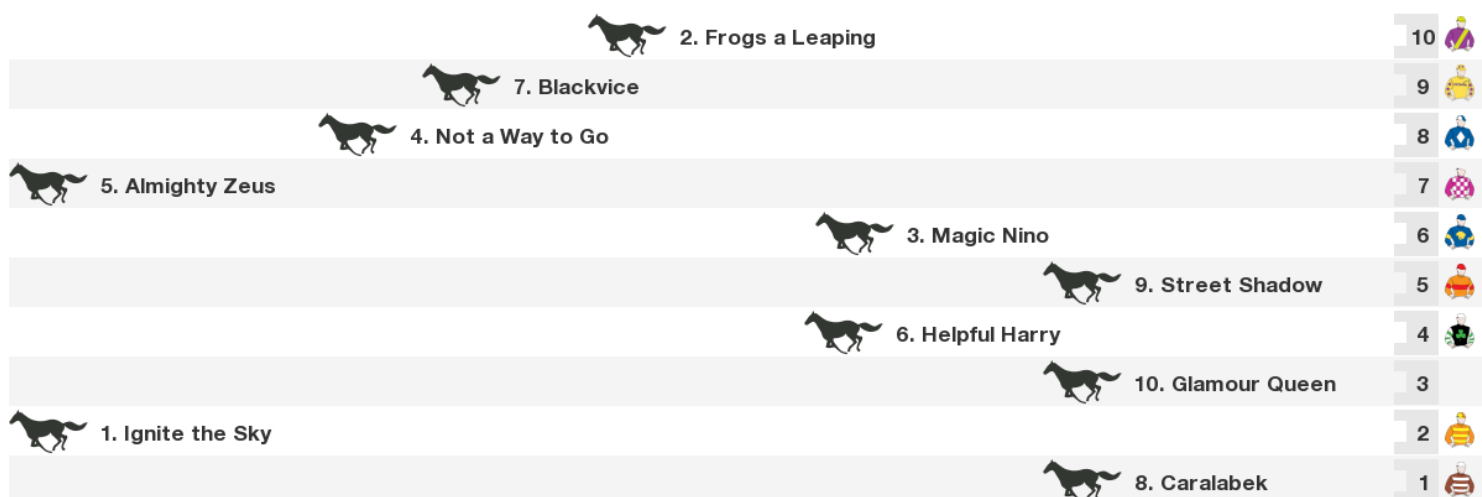 2. Frogs a Leaping 10
7. Blackvice 9
4. Not a Way to Go 8
5. Almighty Zeus 7
3. Magic Nino 6
9. Street Shadow 5
6. Helpful Harry 4
10. Glamour Queen 3
1. Ignite the Sky 2
8. Caralabek 1